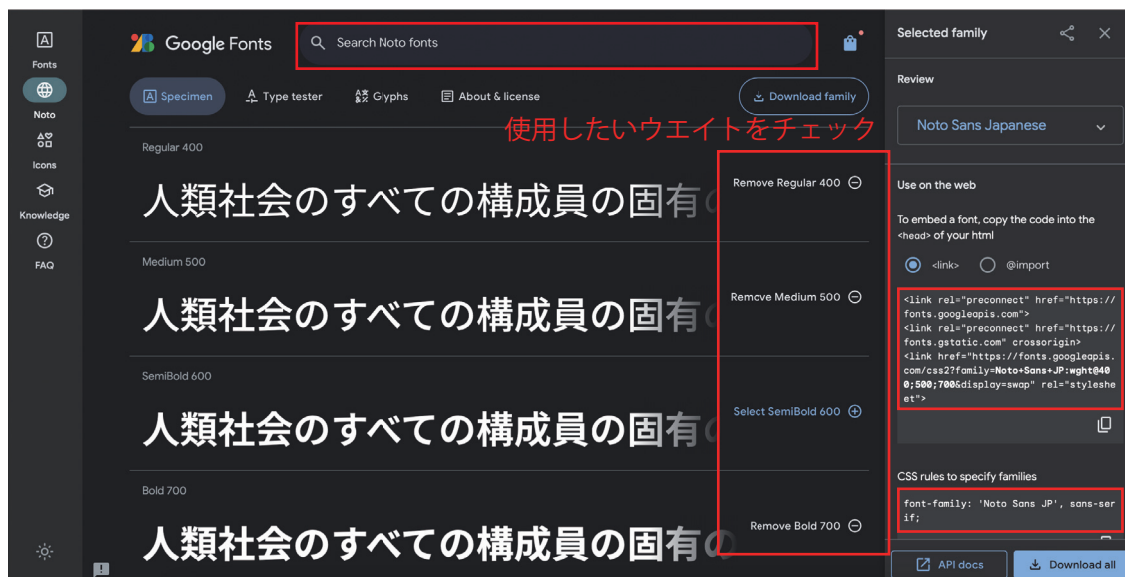 Fonts
Noto
Icons
Knowledge
FAQ
Google Fonts
Search Noto fonts
Specimen
Type tester
Glyphs
About & license
Download family
使用したいウエイトをチェック
Regular 400
人類社会のすべての構成員の固有の
Remove Regular 400
Medium 500
人類社会のすべての構成員の固有の
Remove Medium 500
SemiBold 600
人類社会のすべての構成員の固有の
Select SemiBold 600
Bold 700
人類社会のすべての構成員の固有の
Remove Bold 700
Selected family
Review
Noto Sans Japanese
Use on the web
To embed a font, copy the code into the
<head> of your html
<link>
@import
<link rel="preconnect" href="https://
fonts.googleapis.com">
<link rel="preconnect" href="https://
fonts.gstatic.com" crossorigin>
<link href="https://fonts.googleapis.
com/css2?family=Noto+Sans+JP:wght@40
0;500;700&display=swap" rel="styleshe
et">
CSS rules to specify families
font-family: 'Noto Sans JP', sans-ser
if;
API docs
Download all